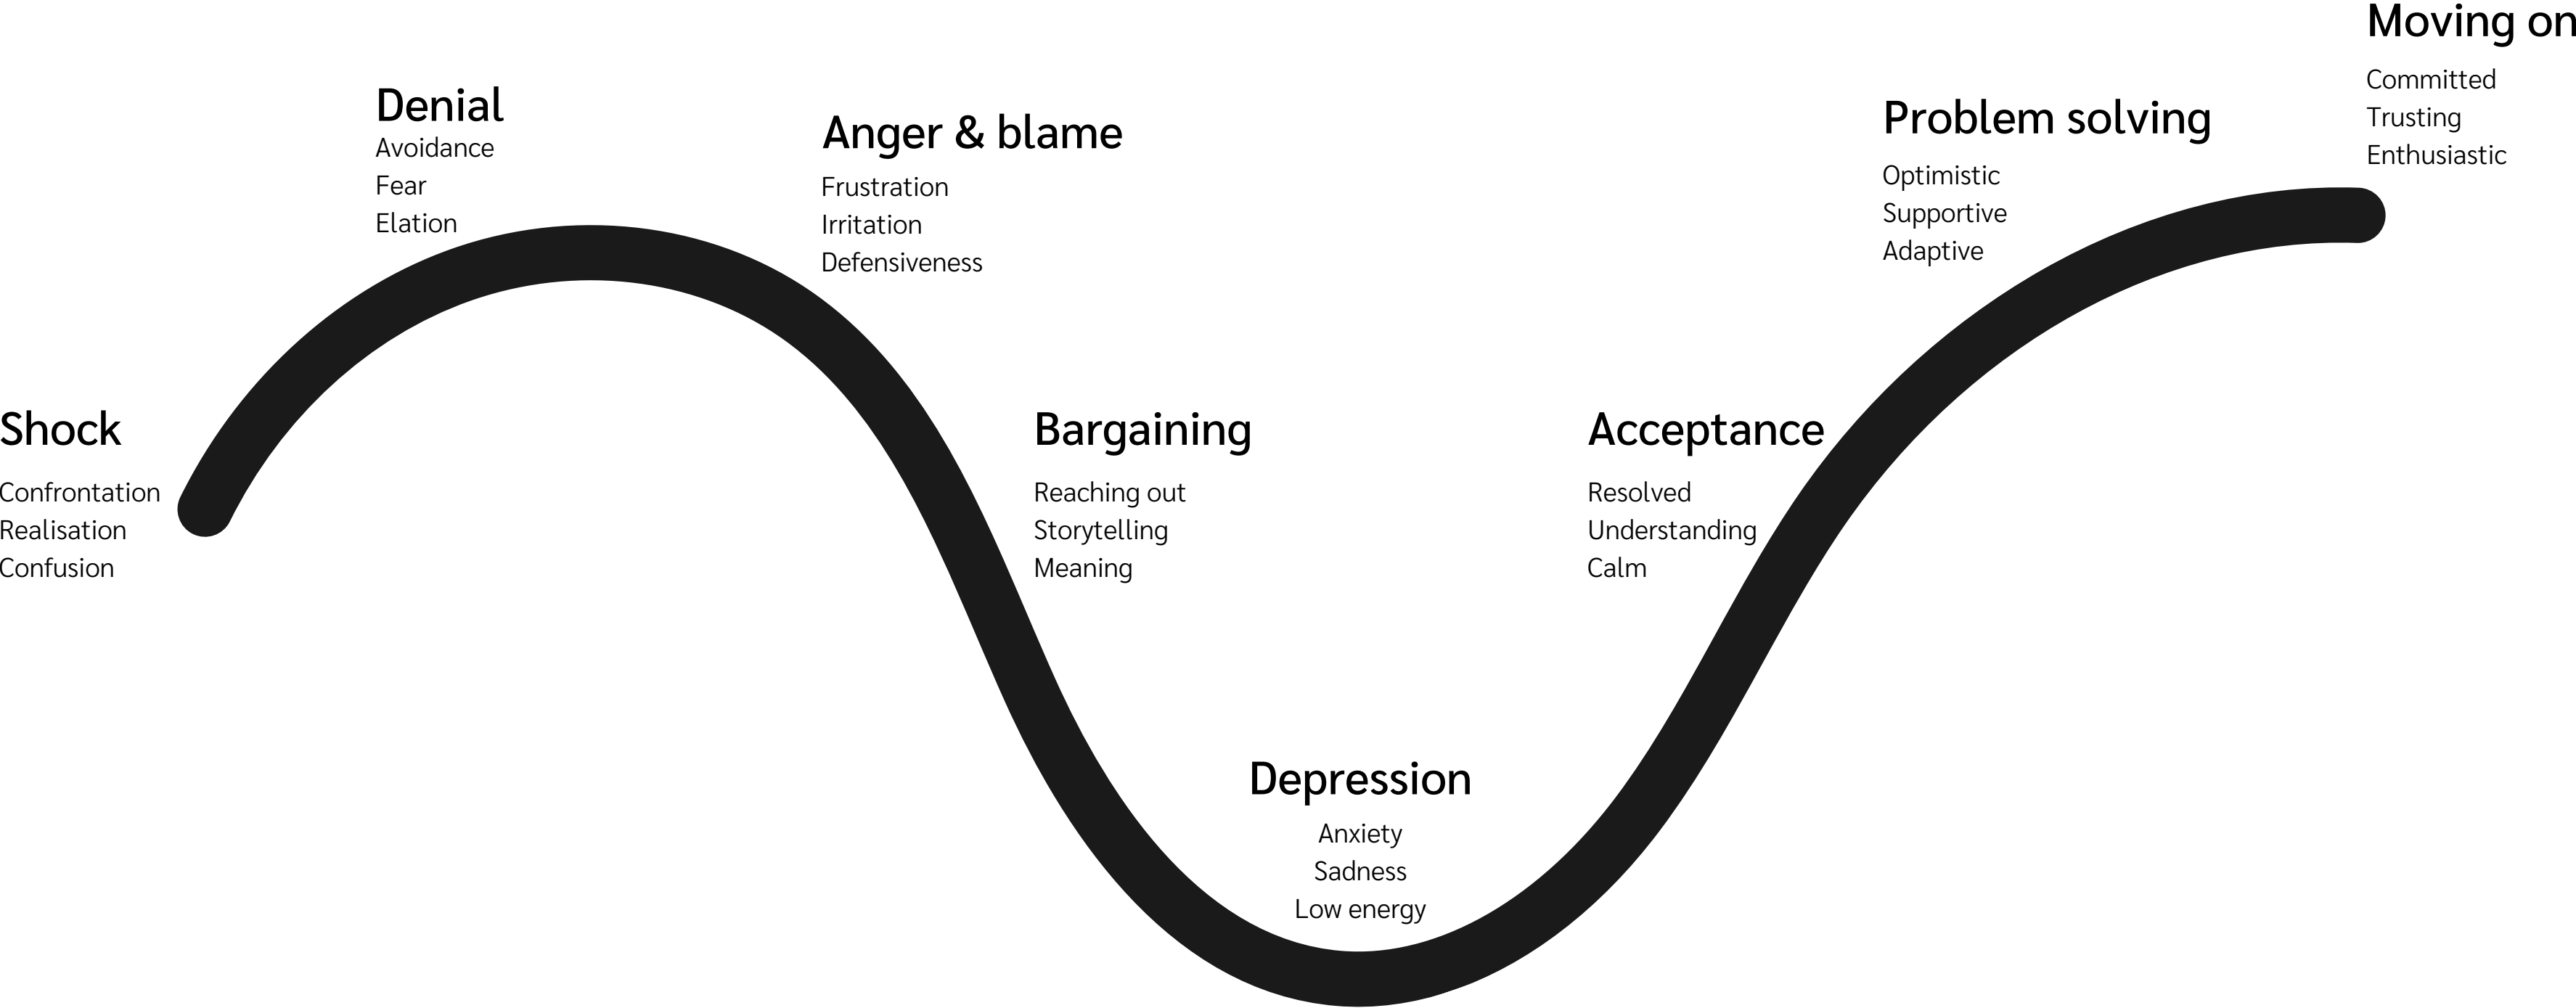 Shock
Confrontation
Realisation
Confusion
Denial
Avoidance
Fear
Elation
Anger & blame
Frustration
Irritation
Defensiveness
Bargaining
Reaching out
Storytelling
Meaning
Depression
Anxiety
Sadness
Low energy
Acceptance
Resolved
Understanding
Calm
Problem solving
Optimistic
Supportive
Adaptive
Moving on
Committed
Trusting
Enthusiastic